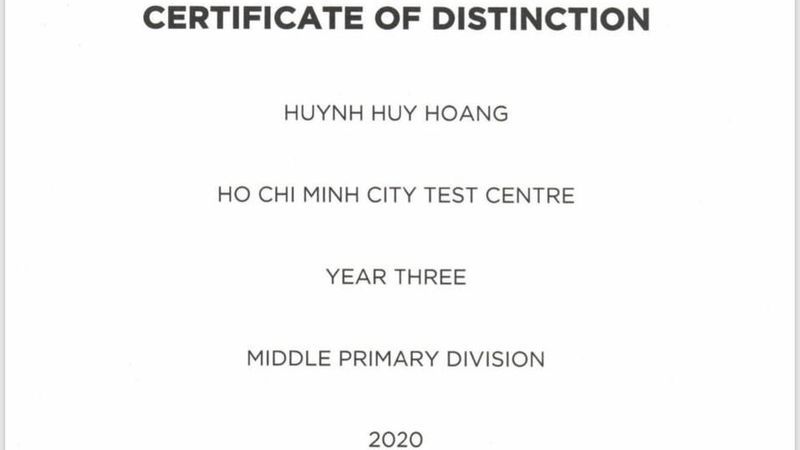 CERTIFICATE OF DISTINCTION
HUYNH HUY HOANG
HO CHI MINH CITY TEST CENTRE
YEAR THREE
MIDDLE PRIMARY DIVISION
2020